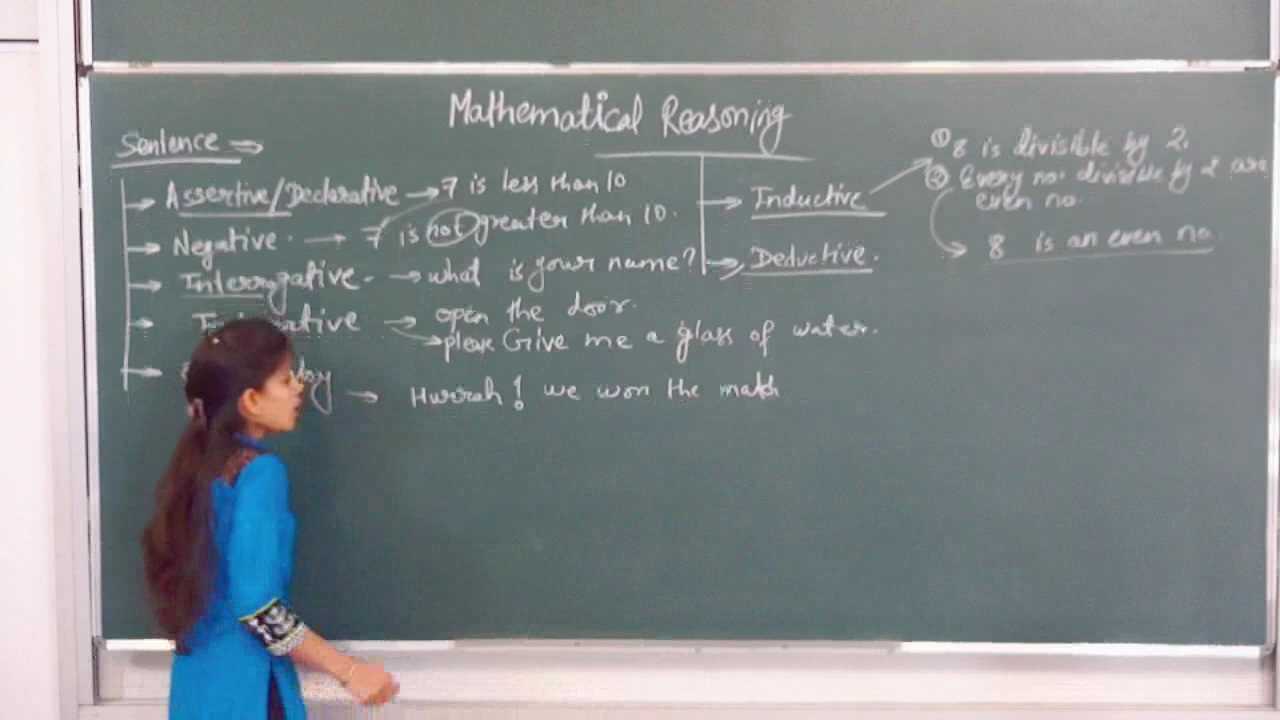 Mathematical Reasoning
Sentence →
→ Assertive/Declarative → 7 is less than 10
→ Negative. → 7 is not greater than 10.
→ Interrogative. → what is your name?
→ → open the door.
→ please Give me a glass of water.
→ → Hurrah! we won the match
→ Inductive
→ Deductive.
① 8 is divisible by 2.
② Every no. divisible by 2 are
even no.
→ 8 is an even no.